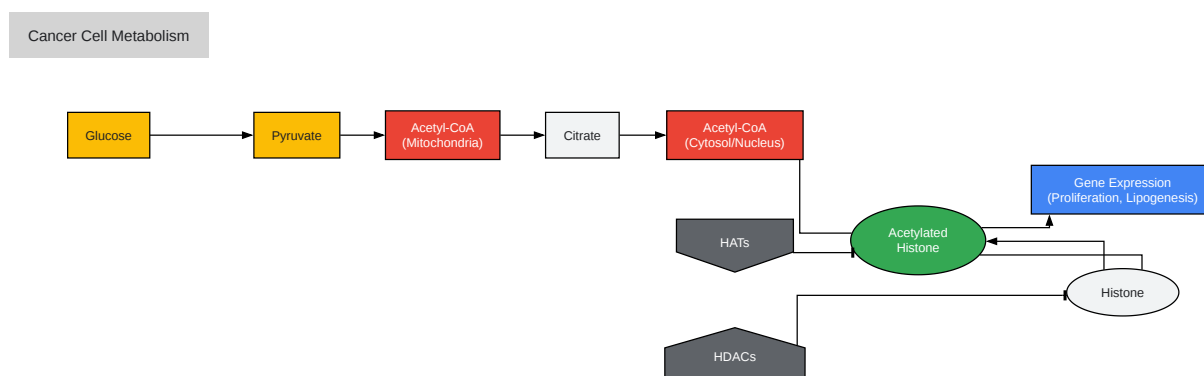 Cancer Cell Metabolism
Glucose
Pyruvate
Acetyl-CoA
(Mitochondria)
Citrate
Acetyl-CoA
(Cytosol/Nucleus)
Gene Expression
(Proliferation, Lipogenesis)
HATs
Acetylated
Histone
Histone
HDACs